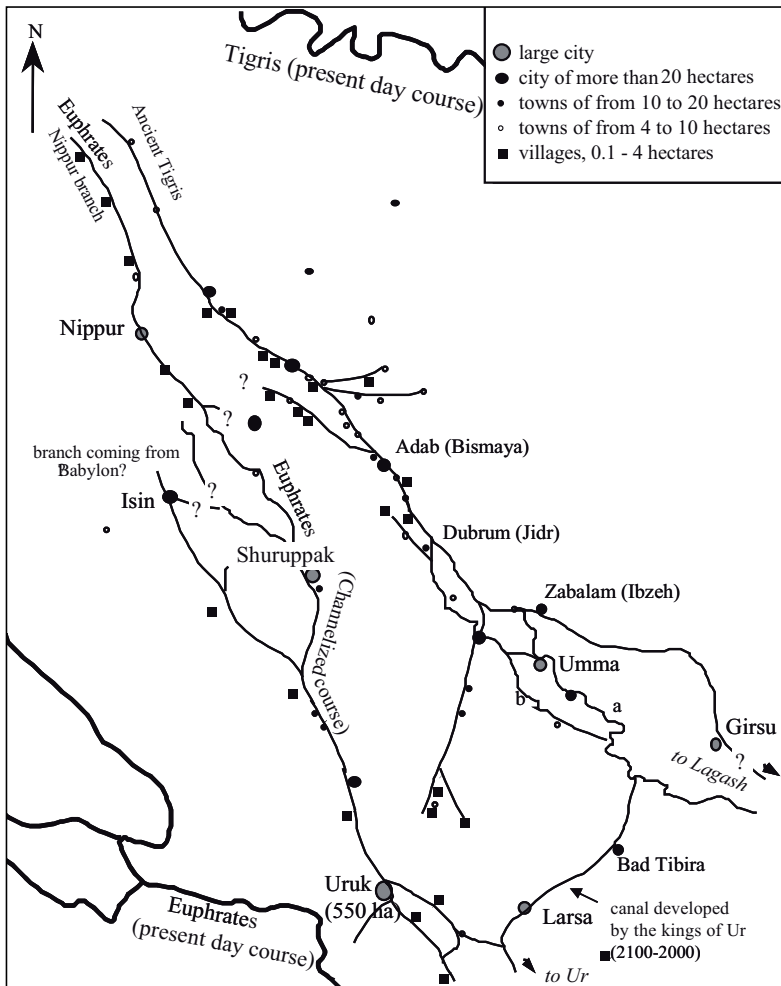 N
Tigris (present day course)
large city
city of more than 20 hectares
towns of from 10 to 20 hectares
towns of from 4 to 10 hectares
villages, 0.1 - 4 hectares
Euphrates
Nippur branch
Ancient Tigris
Nippur
?
?
branch coming from
Babylon?
?
Isin
?
?
Euphrates
Adab (Bismaya)
Dubrum (Jidr)
Shuruppak
(Channelized course)
Zabalam (Ibzeh)
Umma
b
a
Girsu
?
to Lagash
Bad Tibira
Uruk
(550 ha)
Larsa
canal developed
by the kings of Ur
(2100-2000)
to Ur
Euphrates
(present day course)